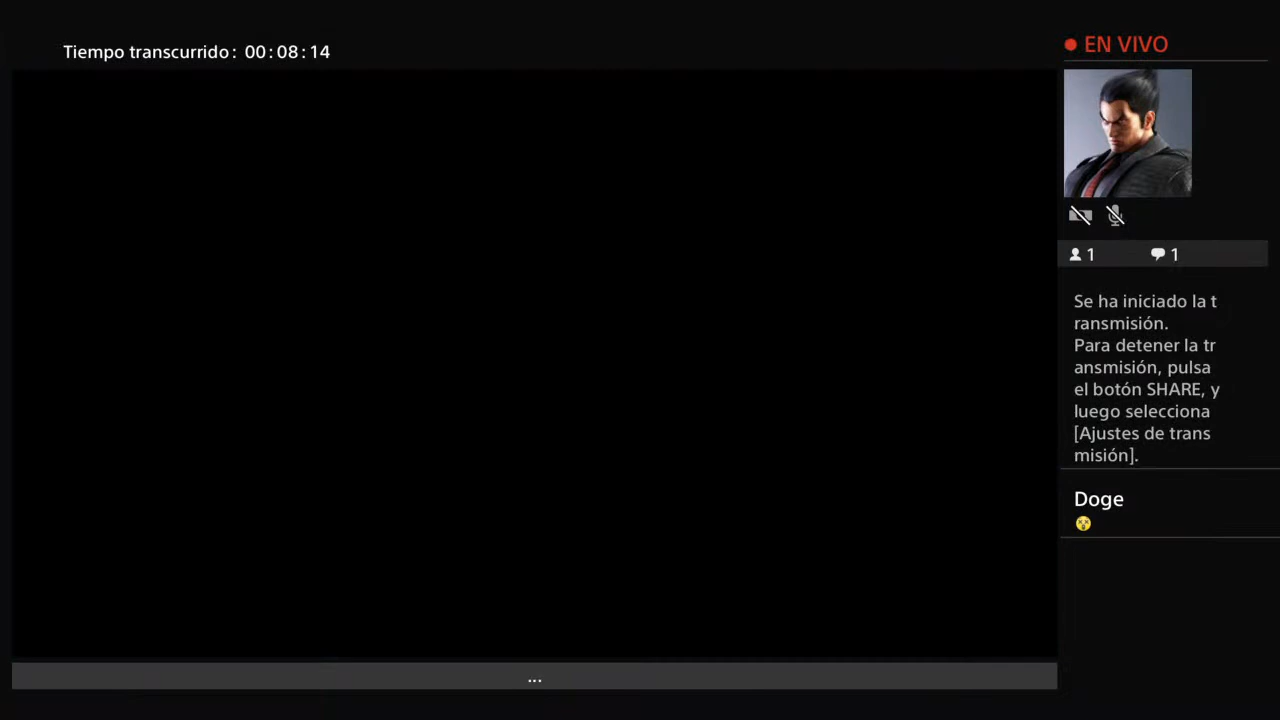 Tiempo transcurrido: 00:08:14
EN VIVO
1 1
Se ha iniciado la t
ransmisión.
Para detener la tr
ansmisión, pulsa
el botón SHARE, y
luego selecciona
[Ajustes de trans
misión].
Doge
...